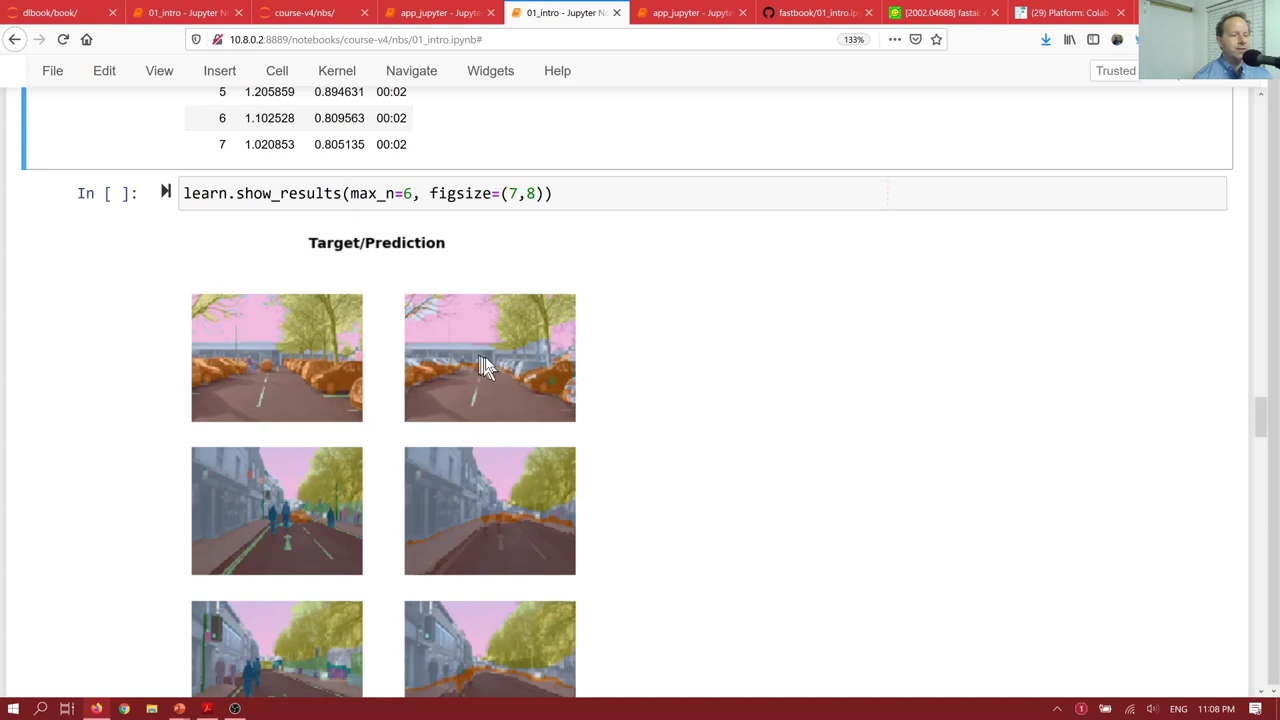 dlbook/book/
01_intro - Jupyter No
course-v4/nbs/
app_jupyter - Jupyte
01_intro - Jupyter No
app_jupyter - Jupyte
fastbook/01_intro.ipyn
[2002.04688] fastai:
(29) Platform: Colab
10.8.0.2:8889/notebooks/course-v4/nbs/01_intro.ipynb#
133%
File Edit View Insert Cell Kernel Navigate Widgets Help
Trusted
5 1.205859 0.894631 00:02
6 1.102528 0.809563 00:02
7 1.020853 0.805135 00:02
In [ ]: learn.show_results(max_n=6, figsize=(7,8))
Target/Prediction
ENG 11:08 PM